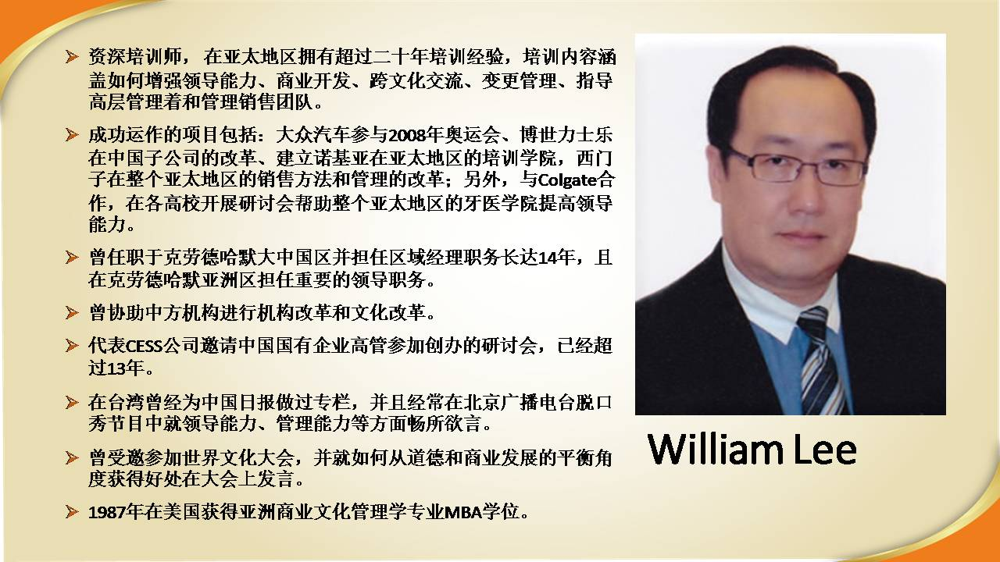 资深培训师， 在亚太地区拥有超过二十年培训经验，培训内容涵
盖如何增强领导能力、商业开发、跨文化交流、变更管理、指导
高层管理着和管理销售团队。
成功运作的项目包括：大众汽车参与2008年奥运会、博世力士乐
在中国子公司的改革、建立诺基亚在亚太地区的培训学院，西门
子在整个亚太地区的销售方法和管理的改革；另外，与Colgate合
作，在各高校开展研讨会帮助整个亚太地区的牙医学院提高领导
能力。
曾任职于克劳德哈默大中国区并担任区域经理职务长达14年，且
在克劳德哈默亚洲区担任重要的领导职务。
曾协助中方机构进行机构改革和文化改革。
代表CESS公司邀请中国国有企业高管参加创办的研讨会，已经超
过13年。
在台湾曾经为中国日报做过专栏，并且经常在北京广播电台脱口
秀节目中就领导能力、管理能力等方面畅所欲言。
曾受邀参加世界文化大会，并就如何从道德和商业发展的平衡角
度获得好处在大会上发言。
1987年在美国获得亚洲商业文化管理学专业MBA学位。
William Lee